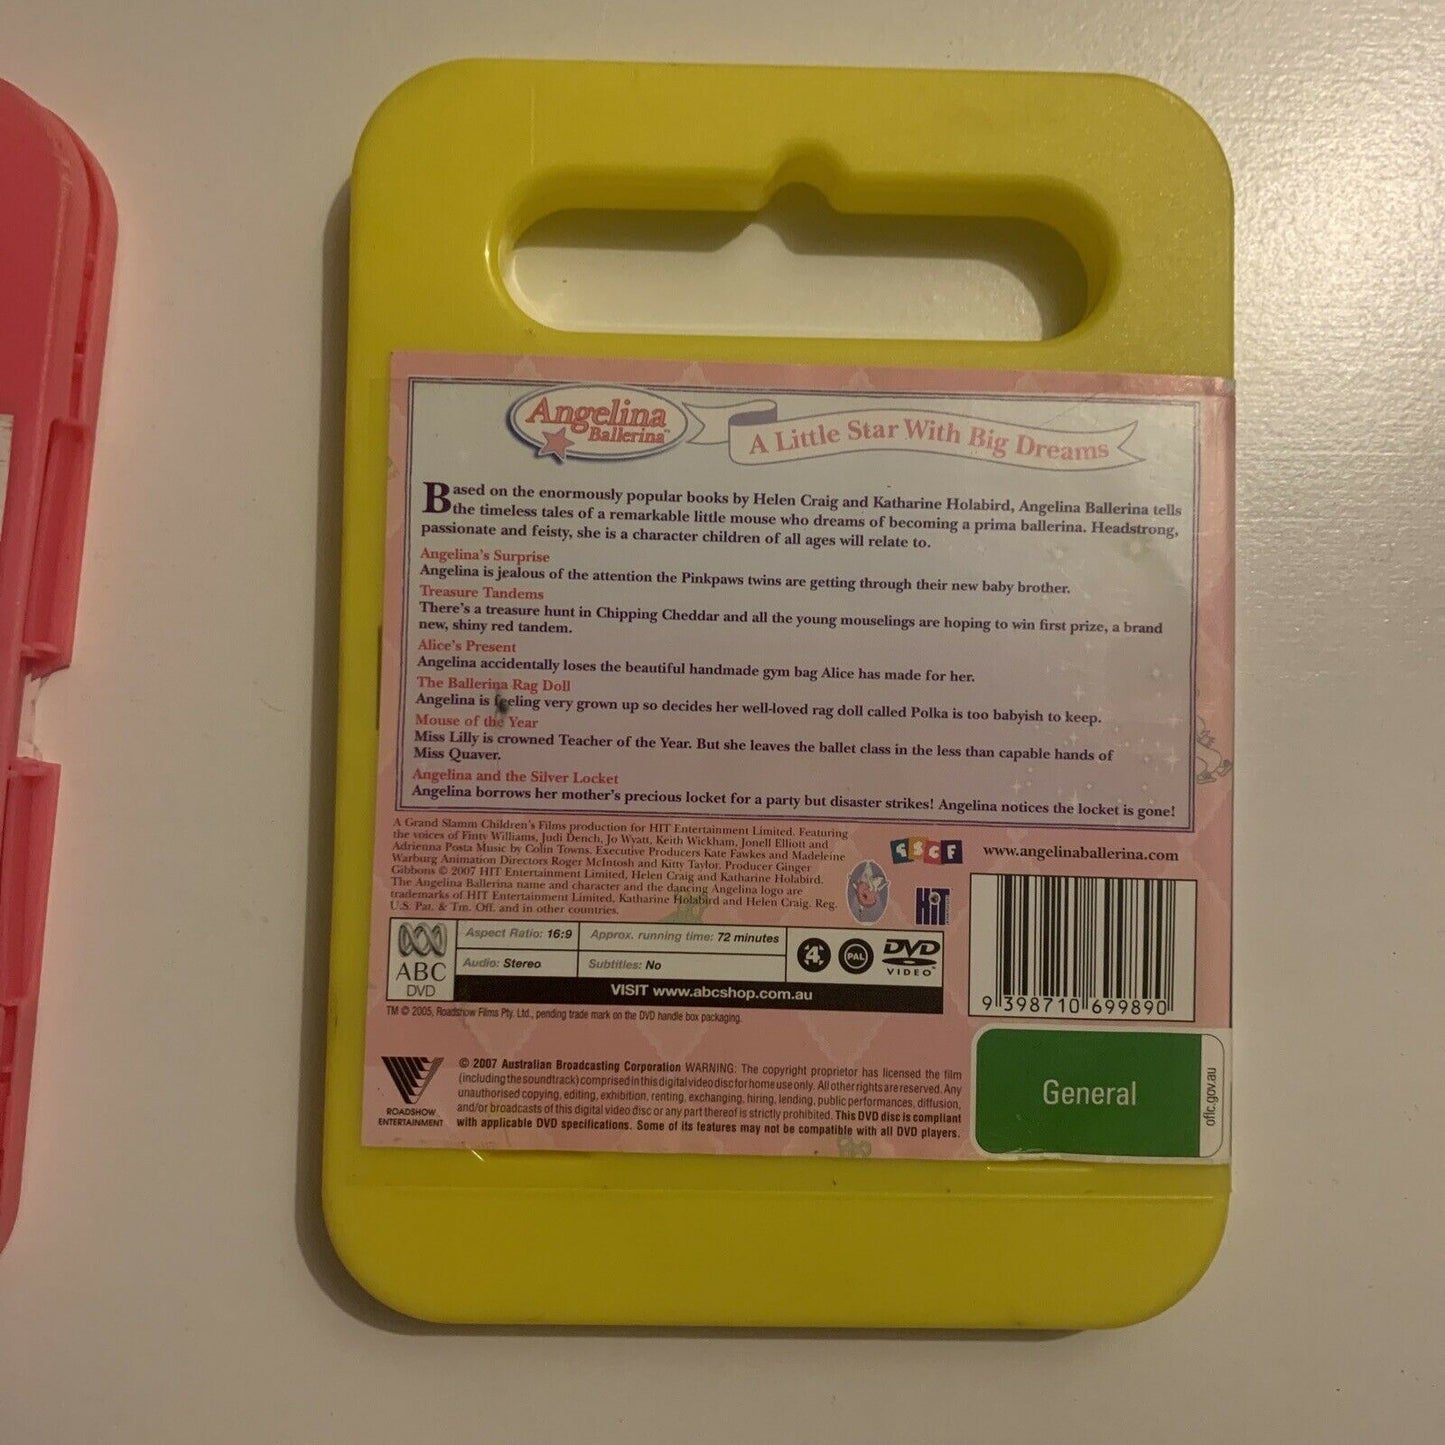 Angelina
Ballerina™
A Little Star With Big Dreams
Based on the enormously popular books by Helen Craig and Katharine Holabird, Angelina Ballerina tells
the timeless tales of a remarkable little mouse who dreams of becoming a prima ballerina. Headstrong,
passionate and feisty, she is a character children of all ages will relate to.
Angelina's Surprise
Angelina is jealous of the attention the Pinkpaws twins are getting through their new baby brother.
Treasure Tandems
There's a treasure hunt in Chipping Cheddar and all the young mouselings are hoping to win first prize, a brand
new, shiny red tandem.
Alice's Present
Angelina accidentally loses the beautiful handmade gym bag Alice has made for her.
The Ballerina Rag Doll
Angelina is feeling very grown up so decides her well-loved rag doll called Polka is too babyish to keep.
Mouse of the Year
Miss Lilly is crowned Teacher of the Year. But she leaves the ballet class in the less than capable hands of
Miss Quaver.
Angelina and the Silver Locket
Angelina borrows her mother's precious locket for a party but disaster strikes! Angelina notices the locket is gone!
A Grand Slamm Children's Films production for HIT Entertainment Limited. Featuring
the voices of Finty Williams, Judi Dench, Jo Wyatt, Keith Wickham, Jonell Elliott and
Adrienna Posta Music by Colin Towns. Executive Producers Kate Fawkes and Madeleine
Warburg Animation Directors Roger McIntosh and Kitty Taylor. Producer Ginger
Gibbons © 2007 HIT Entertainment Limited, Helen Craig and Katharine Holabird.
The Angelina Ballerina name and character and the dancing Angelina logo are
trademarks of HIT Entertainment Limited, Katharine Holabird and Helen Craig. Reg.
U.S. Pat. & Tm. Off. and in other countries.
GSCF
www.angelinaballerina.com
HiT
ABC
DVD
Aspect Ratio: 16:9
Approx. running time: 72 minutes
Audio: Stereo
Subtitles: No
4
PAL
DVD
VIDEO™
VISIT www.abcshop.com.au
9 398710 699890
TM © 2005, Roadshow Films Pty. Ltd., pending trade mark on the DVD handle box packaging.
ROADSHOW
ENTERTAINMENT
© 2007 Australian Broadcasting Corporation WARNING: The copyright proprietor has licensed the film
(including the soundtrack) comprised in this digital video disc for home use only. All other rights are reserved. Any
unauthorised copying, editing, exhibition, renting, exchanging, hiring, lending, public performances, diffusion,
and/or broadcasts of this digital video disc or any part thereof is strictly prohibited. This DVD disc is compliant
with applicable DVD specifications. Some of its features may not be compatible with all DVD players.
General
oflc.gov.au